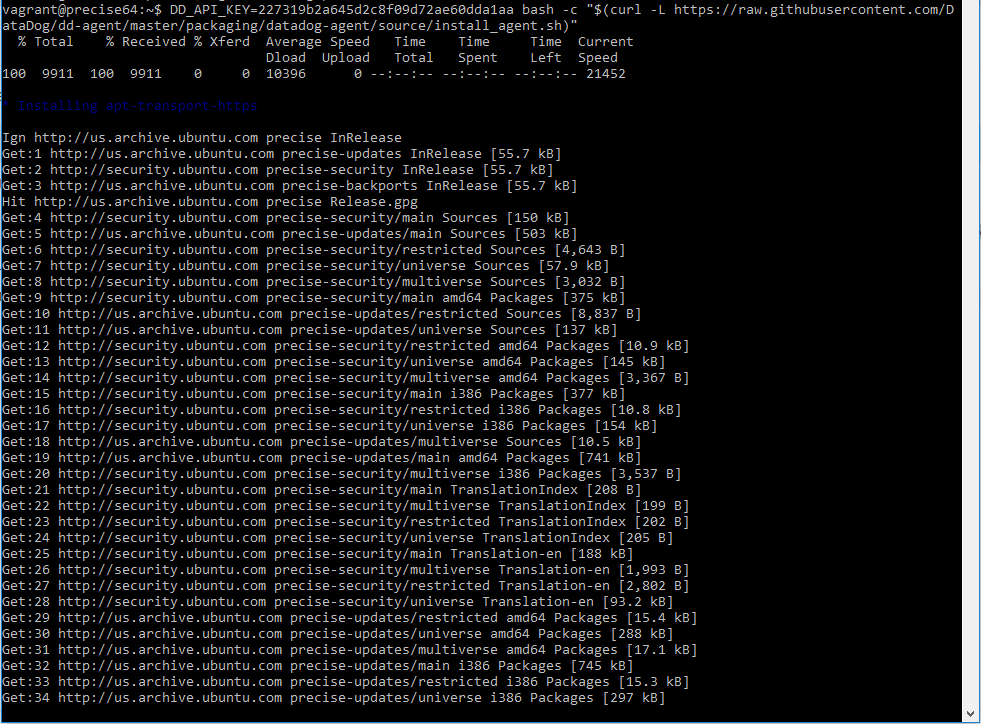 vagrant@precise64:~$ DD_API_KEY=227319b2a645d2c8f09d72ae60dda1aa bash -c "$(curl -L https://raw.githubusercontent.com/D
ataDog/dd-agent/master/packaging/datadog-agent/source/install_agent.sh)"
% Total % Received % Xferd Average Speed Time Time Time Current
Dload Upload Total Spent Left Speed
100 9911 100 9911 0 0 10396 0 --:--:-- --:--:-- --:--:-- 21452
* Installing apt-transport-https
Ign http://us.archive.ubuntu.com precise InRelease
Get:1 http://us.archive.ubuntu.com precise-updates InRelease [55.7 kB]
Get:2 http://security.ubuntu.com precise-security InRelease [55.7 kB]
Get:3 http://us.archive.ubuntu.com precise-backports InRelease [55.7 kB]
Hit http://us.archive.ubuntu.com precise Release.gpg
Get:4 http://security.ubuntu.com precise-security/main Sources [150 kB]
Get:5 http://us.archive.ubuntu.com precise-updates/main Sources [503 kB]
Get:6 http://security.ubuntu.com precise-security/restricted Sources [4,643 B]
Get:7 http://security.ubuntu.com precise-security/universe Sources [57.9 kB]
Get:8 http://security.ubuntu.com precise-security/multiverse Sources [3,032 B]
Get:9 http://security.ubuntu.com precise-security/main amd64 Packages [375 kB]
Get:10 http://us.archive.ubuntu.com precise-updates/restricted Sources [8,837 B]
Get:11 http://us.archive.ubuntu.com precise-updates/universe Sources [137 kB]
Get:12 http://security.ubuntu.com precise-security/restricted amd64 Packages [10.9 kB]
Get:13 http://security.ubuntu.com precise-security/universe amd64 Packages [145 kB]
Get:14 http://security.ubuntu.com precise-security/multiverse amd64 Packages [3,367 B]
Get:15 http://security.ubuntu.com precise-security/main i386 Packages [377 kB]
Get:16 http://security.ubuntu.com precise-security/restricted i386 Packages [10.8 kB]
Get:17 http://security.ubuntu.com precise-security/universe i386 Packages [154 kB]
Get:18 http://us.archive.ubuntu.com precise-updates/multiverse Sources [10.5 kB]
Get:19 http://us.archive.ubuntu.com precise-updates/main amd64 Packages [741 kB]
Get:20 http://security.ubuntu.com precise-security/multiverse i386 Packages [3,537 B]
Get:21 http://security.ubuntu.com precise-security/main TranslationIndex [208 B]
Get:22 http://security.ubuntu.com precise-security/multiverse TranslationIndex [199 B]
Get:23 http://security.ubuntu.com precise-security/restricted TranslationIndex [202 B]
Get:24 http://security.ubuntu.com precise-security/universe TranslationIndex [205 B]
Get:25 http://security.ubuntu.com precise-security/main Translation-en [188 kB]
Get:26 http://security.ubuntu.com precise-security/multiverse Translation-en [1,993 B]
Get:27 http://security.ubuntu.com precise-security/restricted Translation-en [2,802 B]
Get:28 http://security.ubuntu.com precise-security/universe Translation-en [93.2 kB]
Get:29 http://us.archive.ubuntu.com precise-updates/restricted amd64 Packages [15.4 kB]
Get:30 http://us.archive.ubuntu.com precise-updates/universe amd64 Packages [288 kB]
Get:31 http://us.archive.ubuntu.com precise-updates/multiverse amd64 Packages [17.1 kB]
Get:32 http://us.archive.ubuntu.com precise-updates/main i386 Packages [745 kB]
Get:33 http://us.archive.ubuntu.com precise-updates/restricted i386 Packages [15.3 kB]
Get:34 http://us.archive.ubuntu.com precise-updates/universe i386 Packages [297 kB]